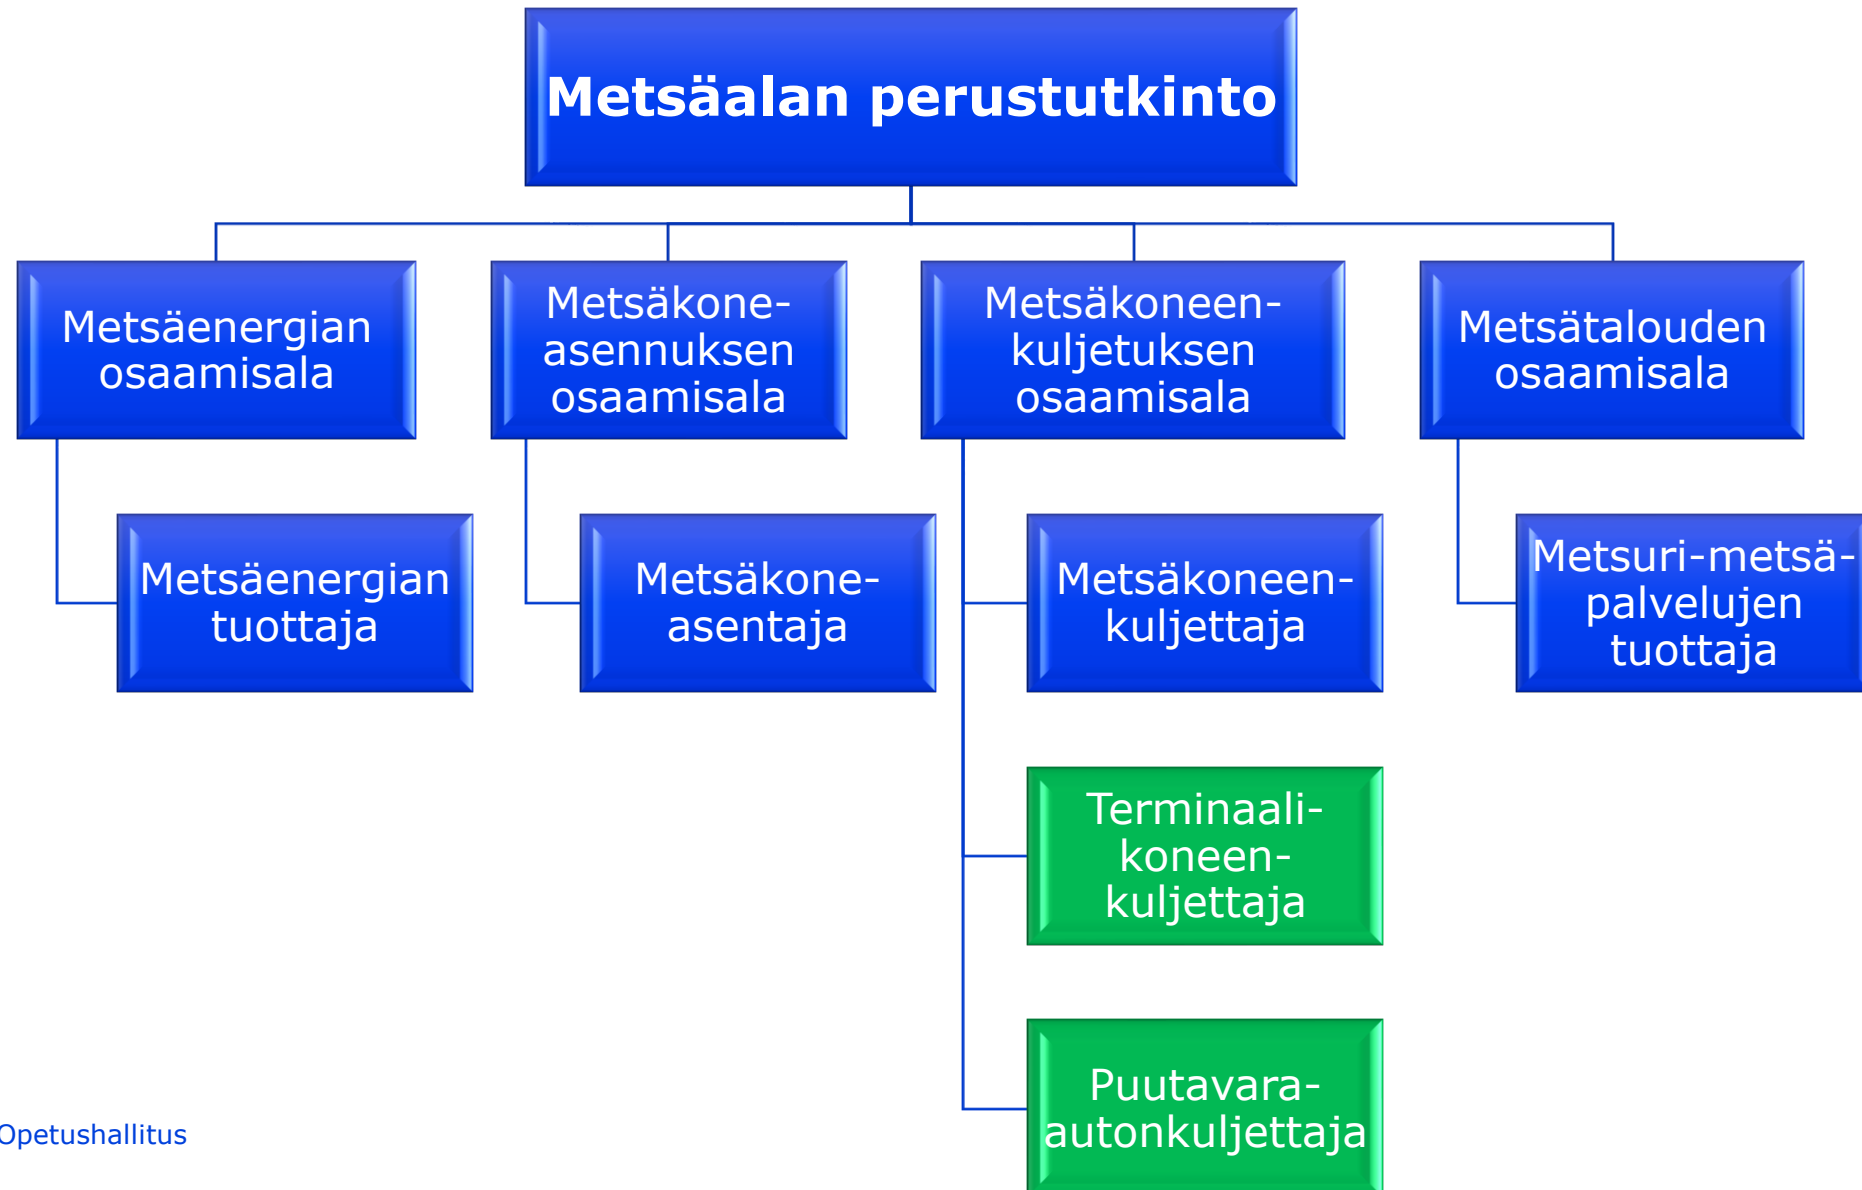 Metsäalan perustutkinto
Metsäenergian
osaamisala
Metsäkone-
asennuksen
osaamisala
Metsäkoneen-
kuljetuksen
osaamisala
Metsätalouden
osaamisala
Metsäenergian
tuottaja
Metsäkone-
asentaja
Metsäkoneen-
kuljettaja
Metsuri-metsä-
palvelujen
tuottaja
Terminaali-
koneen-
kuljettaja
Puutavara-
autonkuljettaja
Opetushallitus